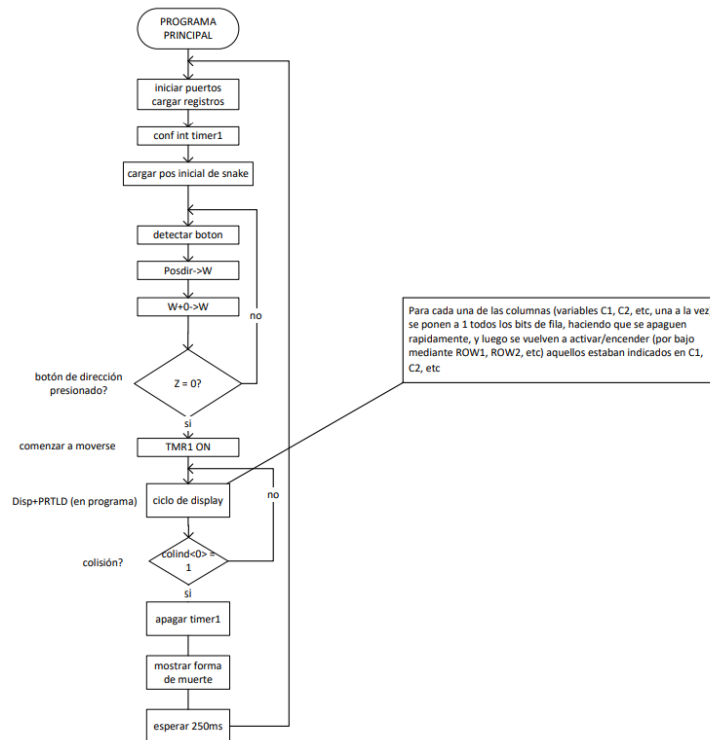 PROGRAMA
PRINCIPAL
iniciar puertos
cargar registros
conf int timer1
cargar pos inicial de snake
detectar boton
Posdir->W
W+0->W
no
botón de dirección
presionado?
Z = 0?
si
comenzar a moverse
TMR1 ON
Disp+PRTLD (en programa)
ciclo de display
no
colisión?
colind<0> =
1
si
apagar timer1
mostrar forma
de muerte
esperar 250ms
Para cada una de las columnas (variables C1, C2, etc, una a la vez)
se ponen a 1 todos los bits de fila, haciendo que se apaguen
rapidamente, y luego se vuelven a activar/encender (por bajo
mediante ROW1, ROW2, etc) aquellos estaban indicados en C1,
C2, etc